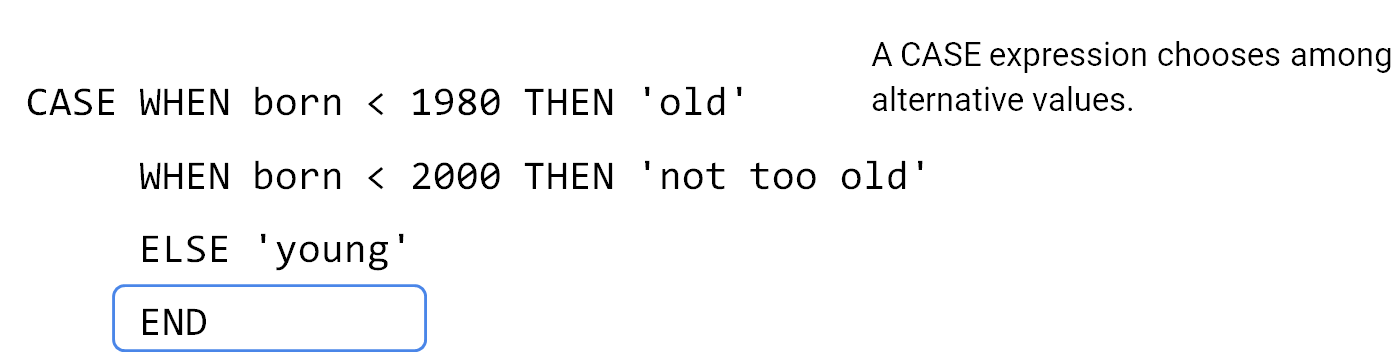 A CASE expression chooses among
alternative values.
CASE WHEN born < 1980 THEN 'old'
WHEN born < 2000 THEN 'not too old'
ELSE 'young'
END